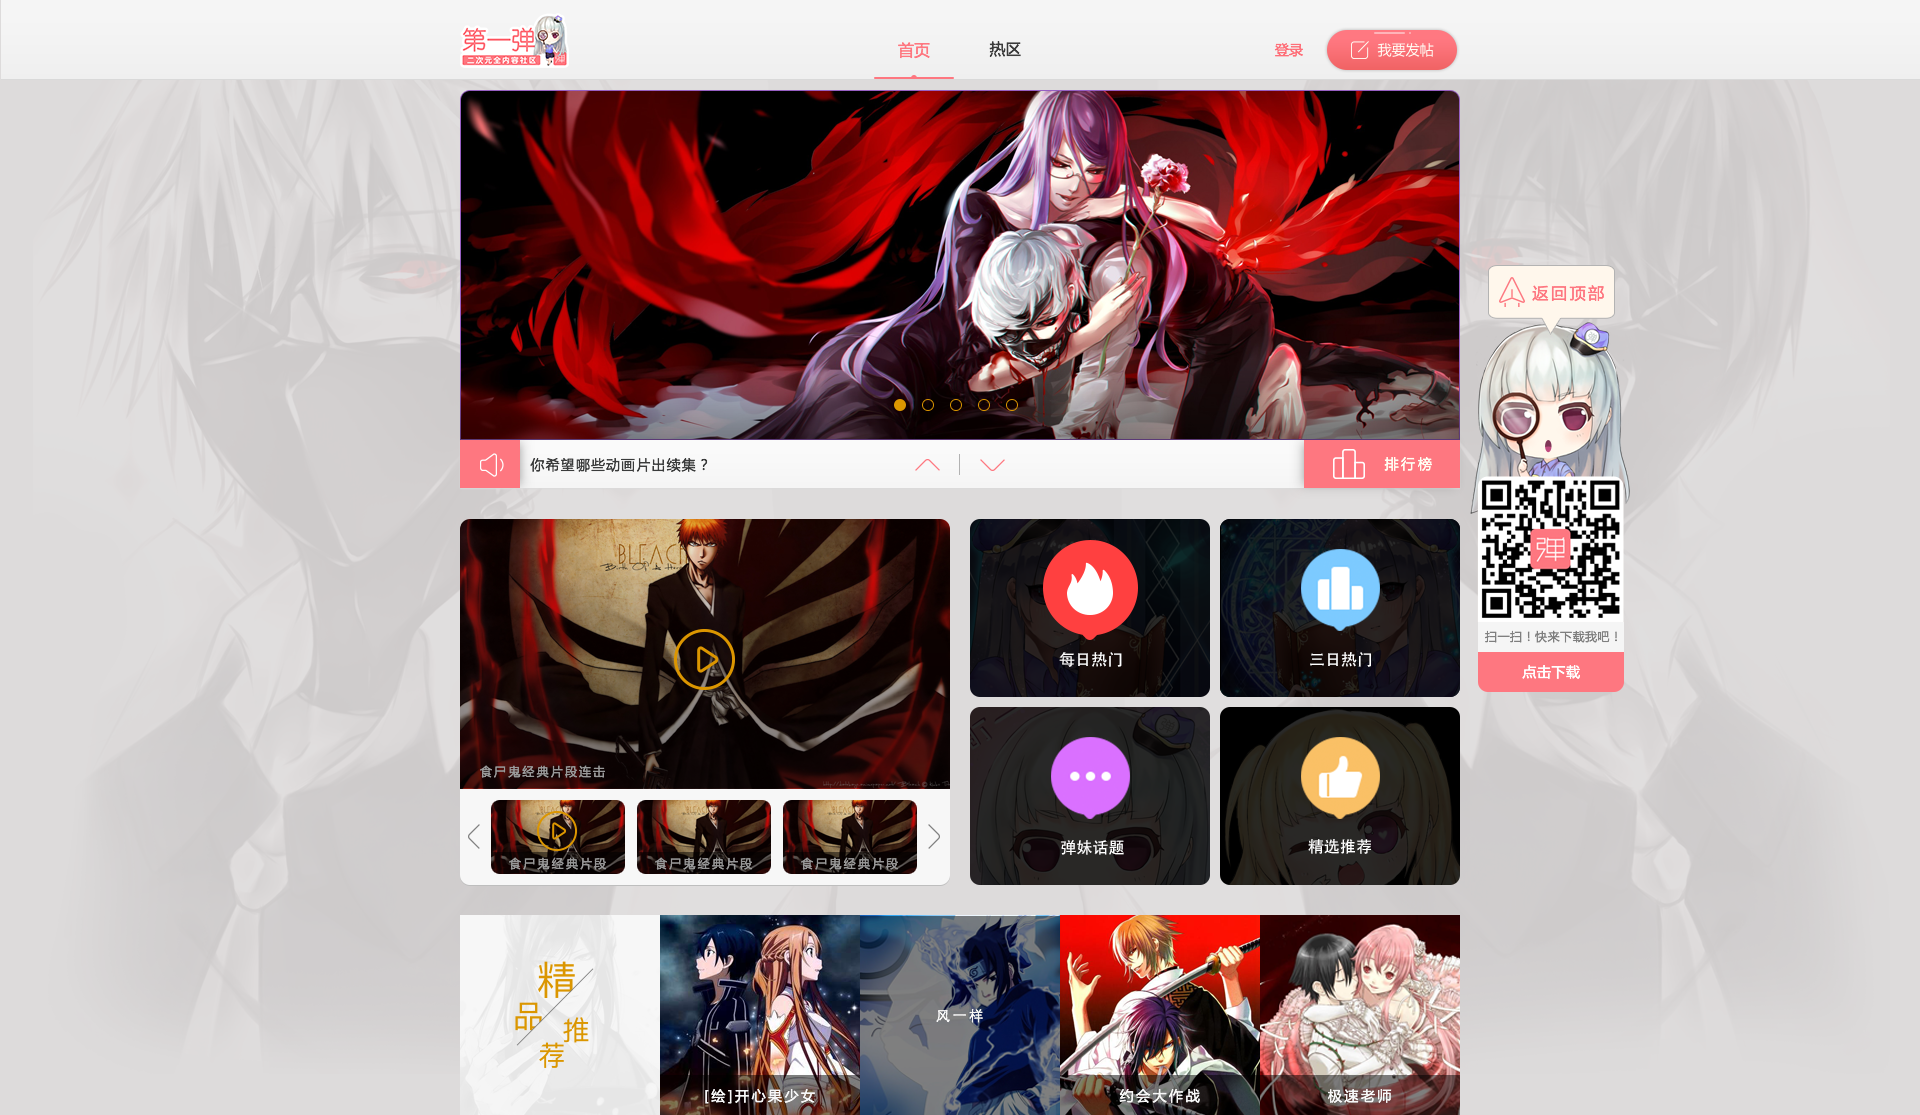 第一弹
二次元全内容社区
首页
热区
登录
我要发帖
返回顶部
你希望哪些动画片出续集？
排行榜
BLEACH
食尸鬼经典片段连击
食尸鬼经典片段
食尸鬼经典片段
食尸鬼经典片段
每日热门
三日热门
弹妹话题
精选推荐
弹
扫一扫！快来下载我吧！
点击下载
精
品
推
荐
[绘]开心果少女
风一样
约会大作战
极速老师